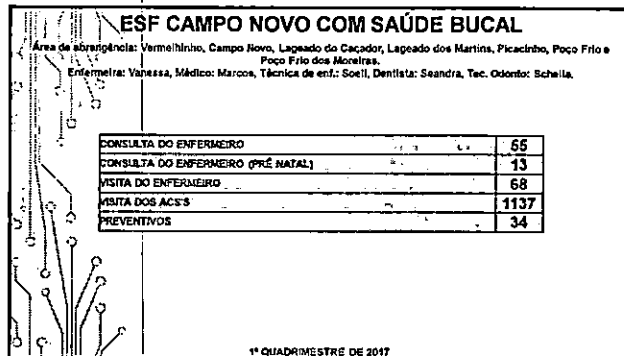 ESF CAMPO NOVO COM SAÚDE BUCAL
Área de abrangência: Vermelhinho, Campo Novo, Lageado do Caçador, Lageado dos Martins, Picacinho, Poço Frio e
Poço Frio dos Moreiras.
Enfermeira: Vanessa, Médico: Marcos, Técnica de enf.: Soeli, Dentista: Seandra, Tec. Odonto: Scheila.
CONSULTA DO ENFERMEIRO 55
CONSULTA DO ENFERMEIRO (PRÉ NATAL) 13
VISITA DO ENFERMEIRO 68
VISITA DOS ACS'S 1137
PREVENTIVOS 34
1º QUADRIMESTRE DE 2017